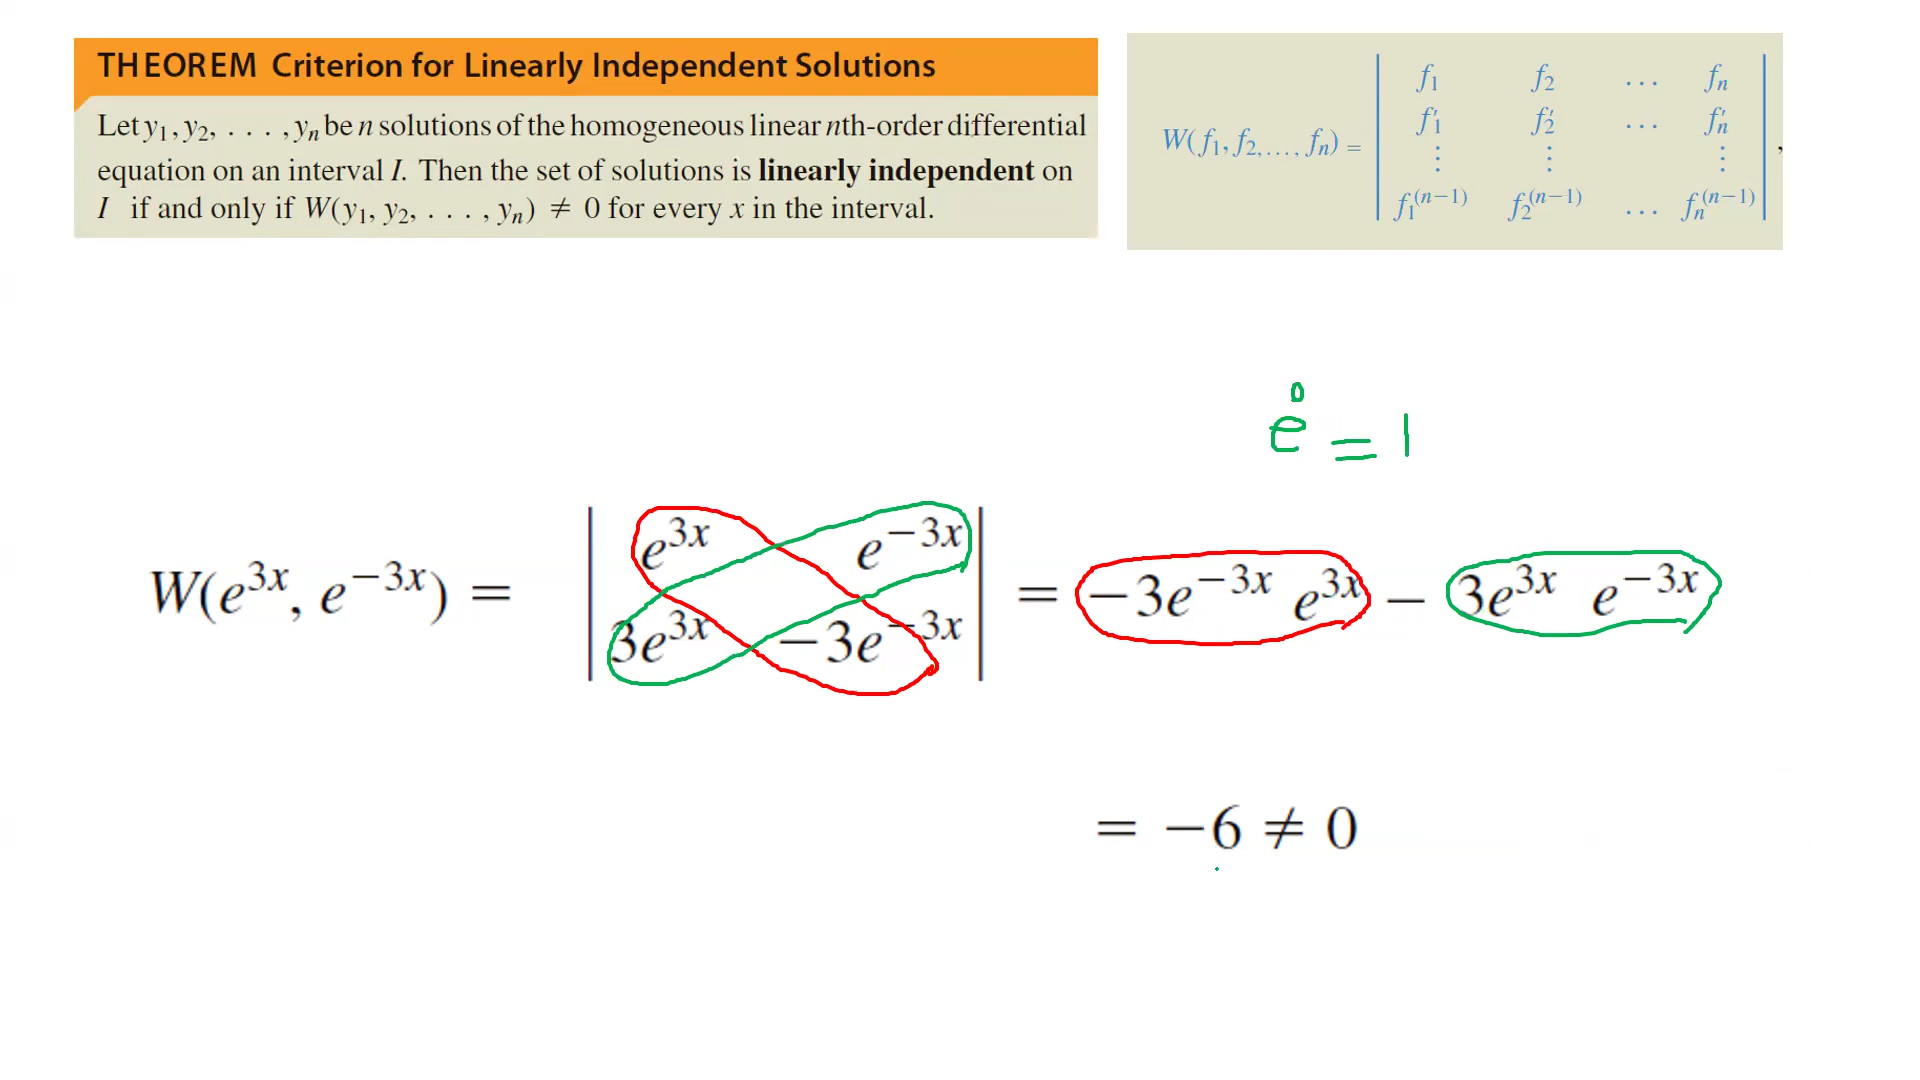 THEOREM Criterion for Linearly Independent Solutions
Let y₁, y₂, . . . , yₙ be n solutions of the homogeneous linear nth-order differential
equation on an interval I. Then the set of solutions is linearly independent on
I if and only if W(y₁, y₂, . . . , yₙ) ≠ 0 for every x in the interval.
W(f₁, f₂, . . . , fₙ) = | f₁ f₂ ⋯ fₙ |
| f′₁ f′₂ ⋯ f′ₙ |
| ⋮ ⋮ ⋮ |
| f₁⁽ⁿ⁻¹⁾ f₂⁽ⁿ⁻¹⁾ ⋯ fₙ⁽ⁿ⁻¹⁾ | ,
e⁰ = 1
W(e³ˣ, e⁻³ˣ) = | e³ˣ e⁻³ˣ |
| 3e³ˣ −3e⁻³ˣ | = −3e⁻³ˣ e³ˣ − 3e³ˣ e⁻³ˣ
= −6 ≠ 0